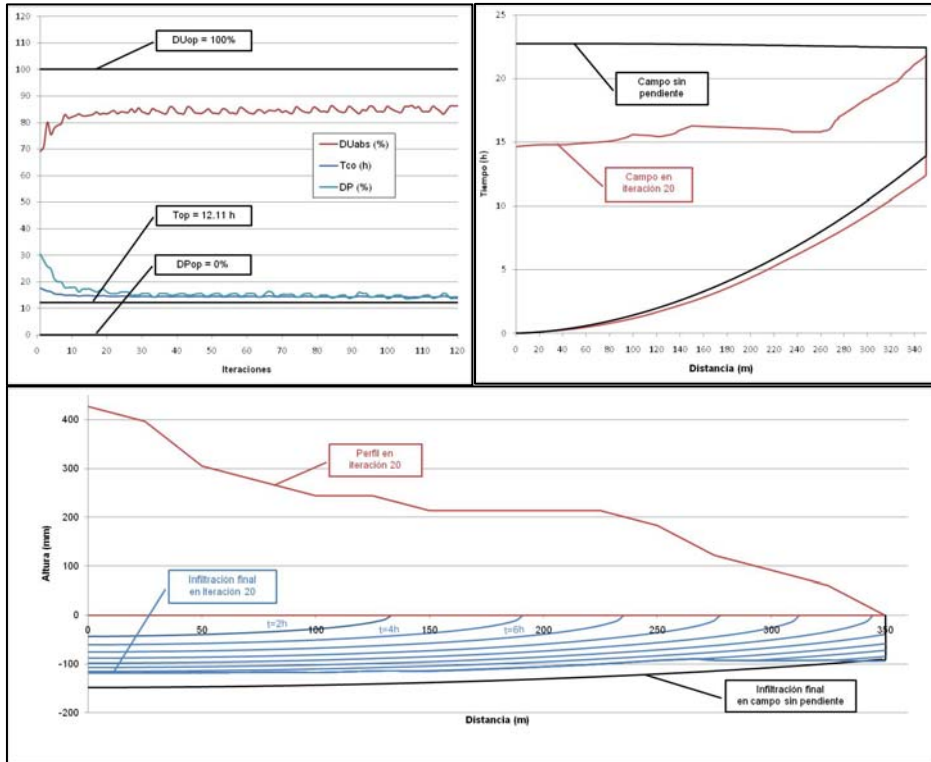 120
110
100
90
80
70
60
50
40
30
20
10
0
DUop = 100%
DUabs (%)
Tco (h)
DP (%)
Top = 12.11 h
DPop = 0%
0 10 20 30 40 50 60 70 80 90 100 110 120
Iteraciones
25
20
15
10
5
0
Tiempo (h)
Campo sin
pendiente
Campo en
iteración 20
0 20 40 60 80 100 120 140 160 180 200 220 240 260 280 300 320 340
Distancia (m)
400
300
200
100
0
-100
-200
Altura (mm)
Perfil en
iteración 20
Infiltración final
en iteración 20
t=2h
t=4h
t=6h
0 50 100 150 200 250 300 350
Infiltración final
en campo sin pendiente
Distancia (m)